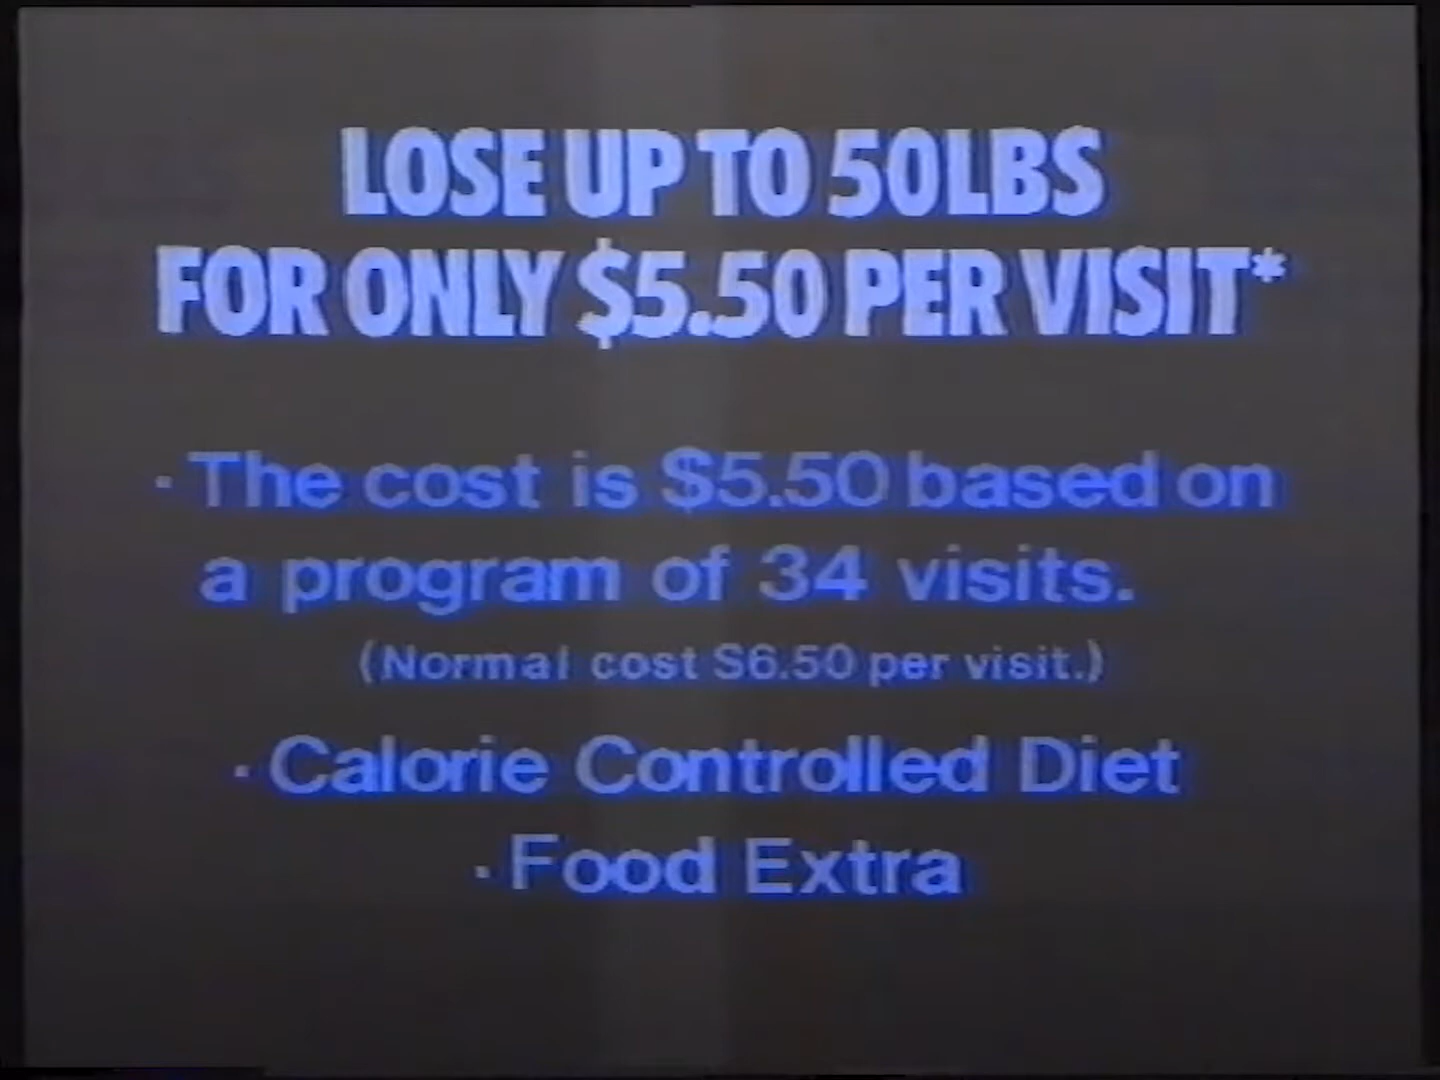 LOSE UP TO 50LBS
FOR ONLY $5.50 PER VISIT*
· The cost is $5.50 based on
a program of 34 visits.
(Normal cost $6.50 per visit.)
· Calorie Controlled Diet
· Food Extra